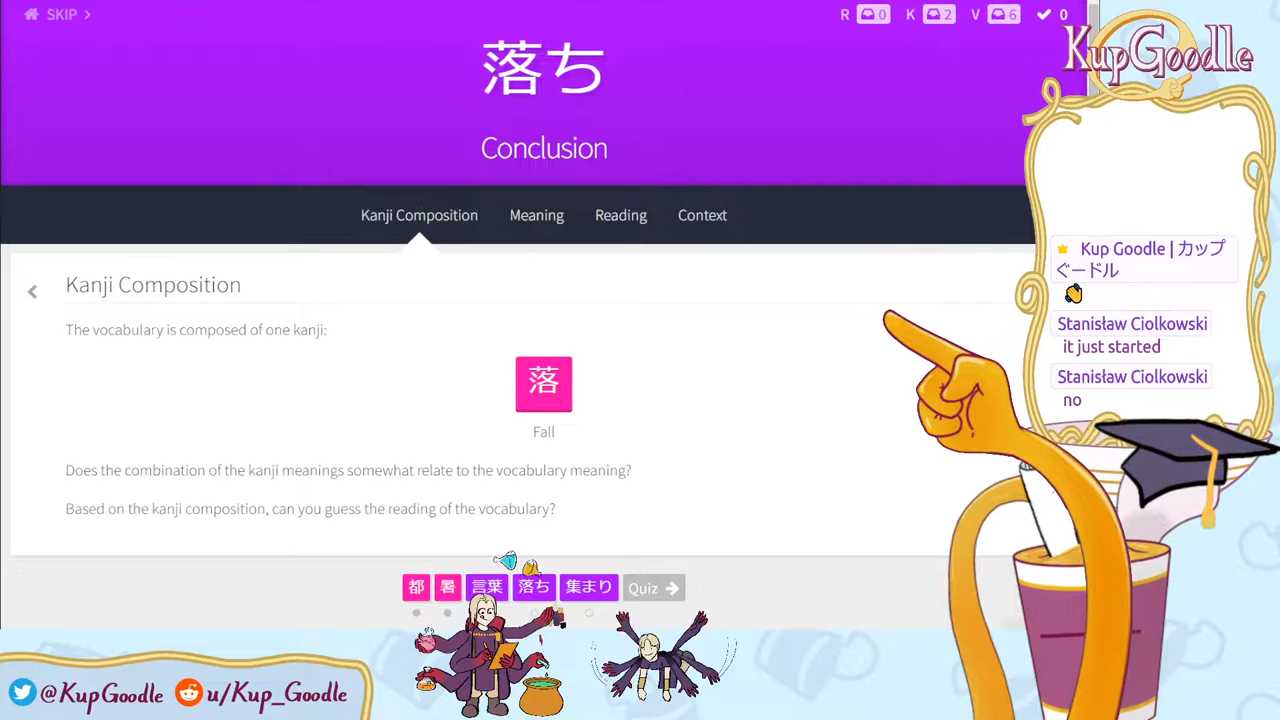 SKIP
R 0 K 2 V 6 0
落ち
Conclusion
Kanji Composition Meaning Reading Context
Kanji Composition
The vocabulary is composed of one kanji:
落
Fall
Does the combination of the kanji meanings somewhat relate to the vocabulary meaning?
Based on the kanji composition, can you guess the reading of the vocabulary?
都 暑 言葉 落ち 集まり Quiz
KupGoodle
Kup Goodle | カップ
ぐードル
Stanisław Ciolkowski
it just started
Stanisław Ciolkowski
no
@KupGoodle u/Kup_Goodle